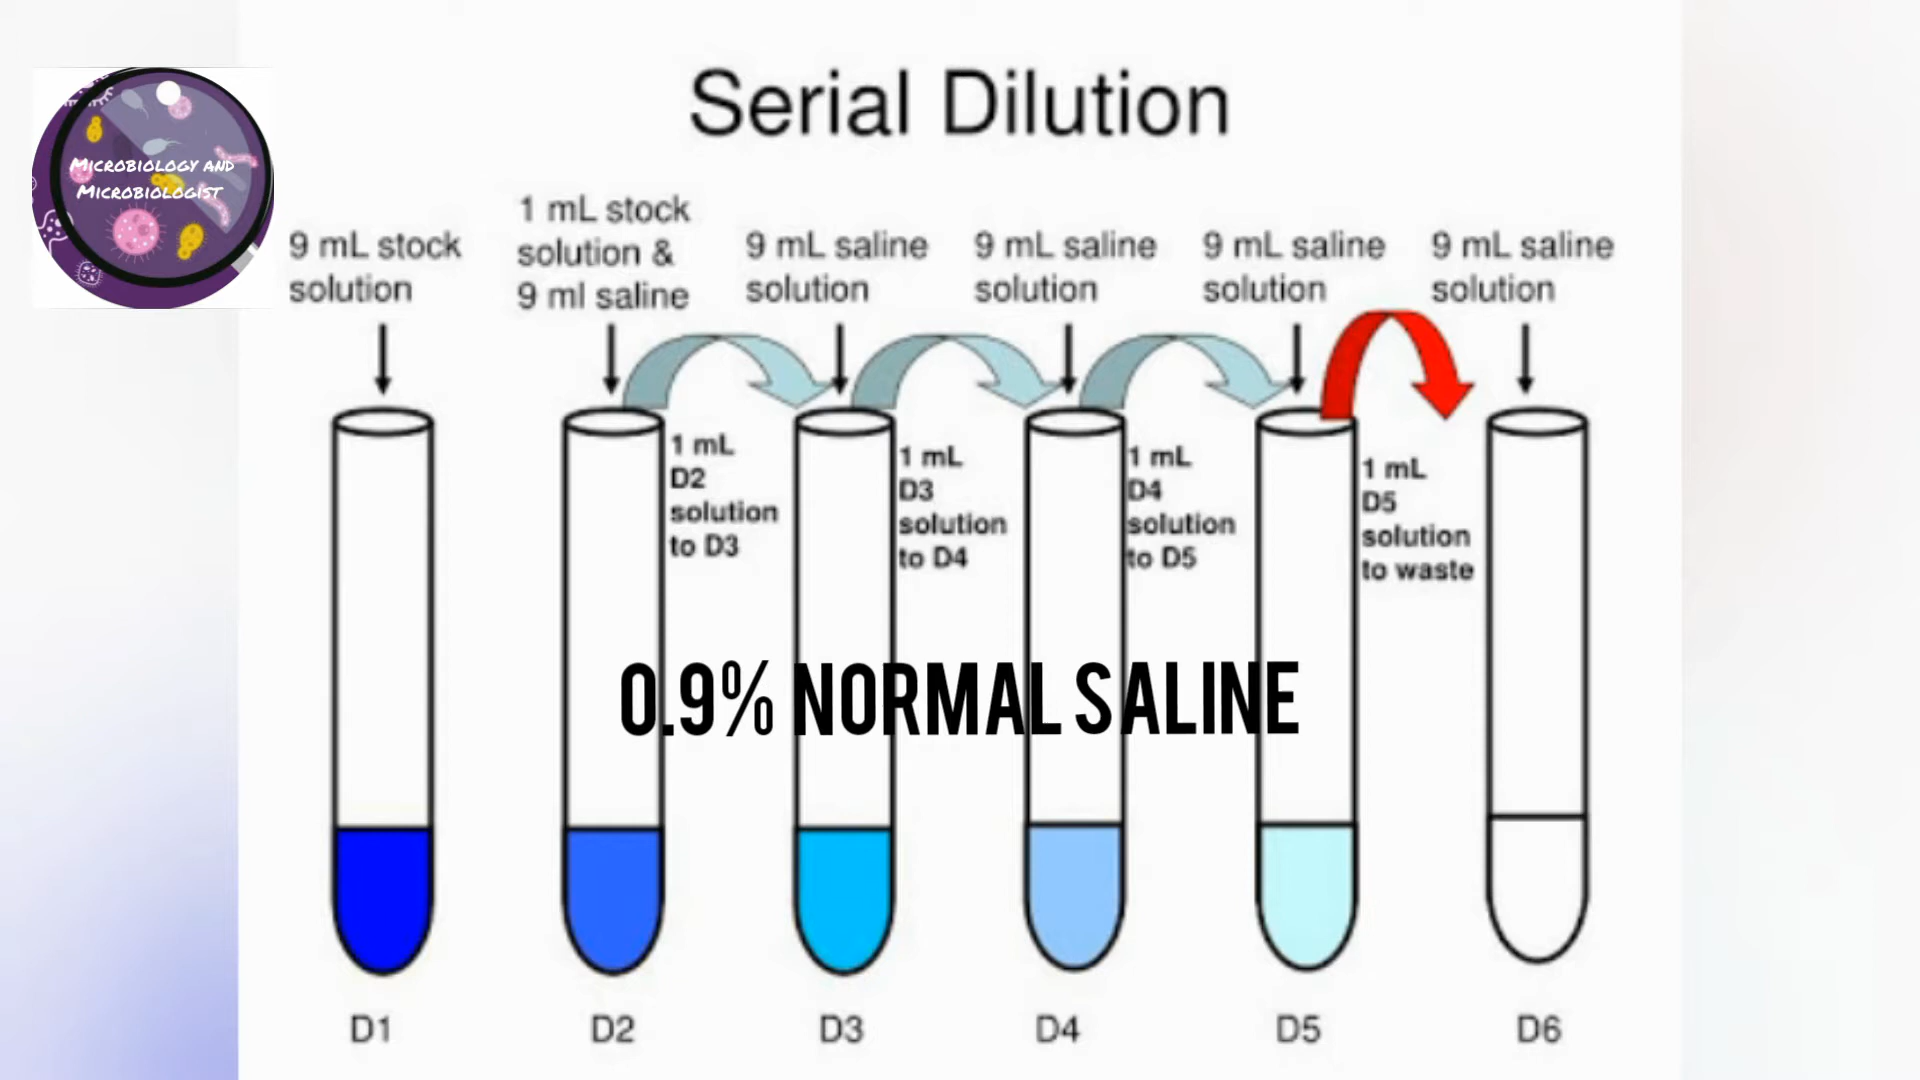 Serial Dilution
MICROBIOLOGY AND
MICROBIOLOGIST
9 mL stock
solution
1 mL stock
solution &
9 ml saline
9 mL saline
solution
9 mL saline
solution
9 mL saline
solution
9 mL saline
solution
1 mL
D2
solution
to D3
1 mL
D3
solution
to D4
1 mL
D4
solution
to D5
1 mL
D5
solution
to waste
0.9% NORMAL SALINE
D1
D2
D3
D4
D5
D6